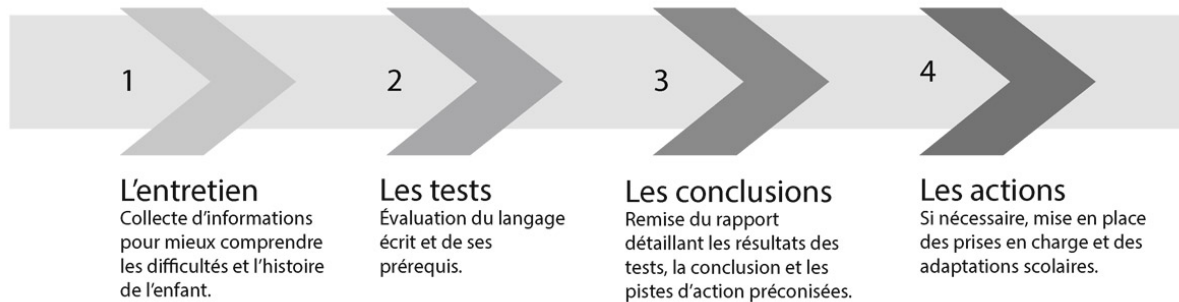 1
2
3
4
L'entretien
Collecte d'informations
pour mieux comprendre
les difficultés et l'histoire
de l'enfant.
Les tests
Évaluation du langage
écrit et de ses
prérequis.
Les conclusions
Remise du rapport
détaillant les résultats des
tests, la conclusion et les
pistes d'action préconisées.
Les actions
Si nécessaire, mise en place
des prises en charge et des
adaptations scolaires.